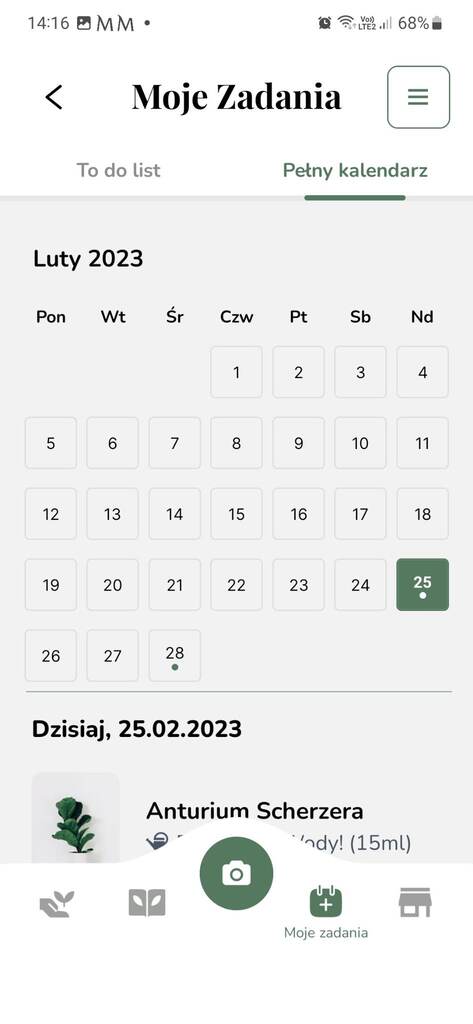 14:16 MM • Vo)) LTE2 68%
Moje Zadania
To do list Pełny kalendarz
Luty 2023
Pon Wt Śr Czw Pt Sb Nd
1 2 3 4
5 6 7 8 9 10 11
12 13 14 15 16 17 18
19 20 21 22 23 24 25
26 27 28
Dzisiaj, 25.02.2023
Anturium Scherzera
(15ml)
Moje zadania